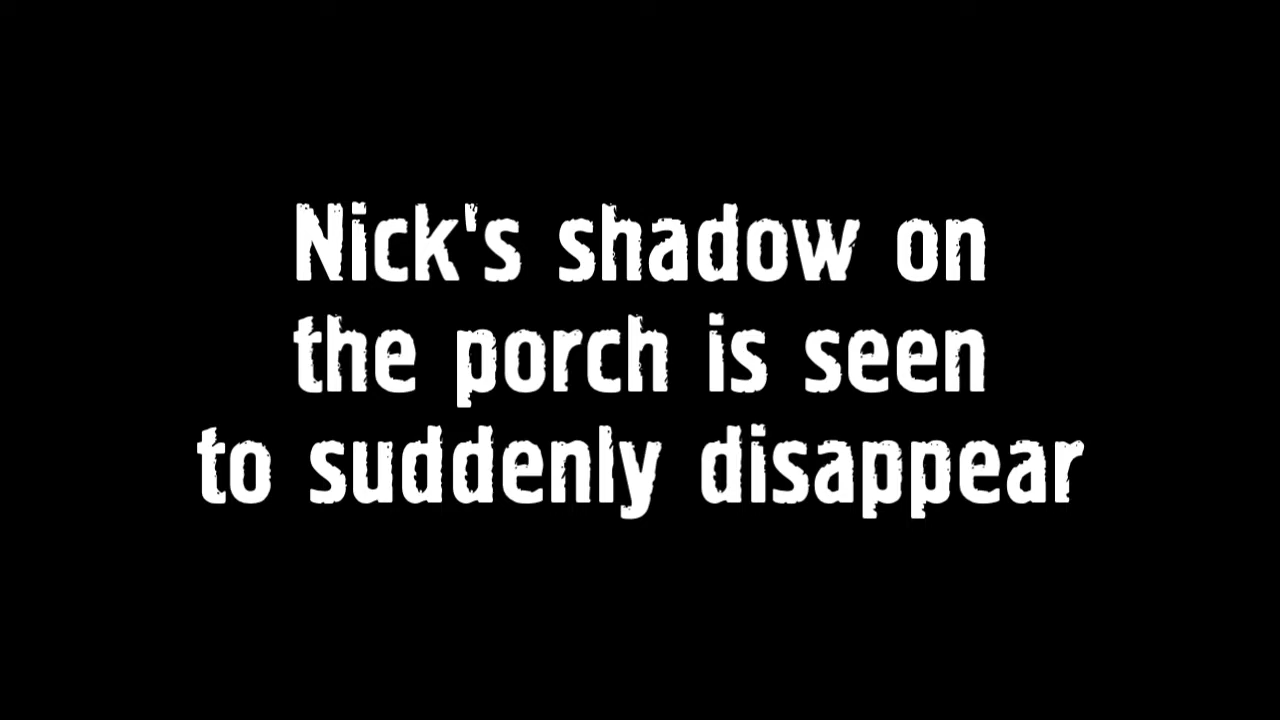 Nick's shadow on
the porch is seen
to suddenly disappear